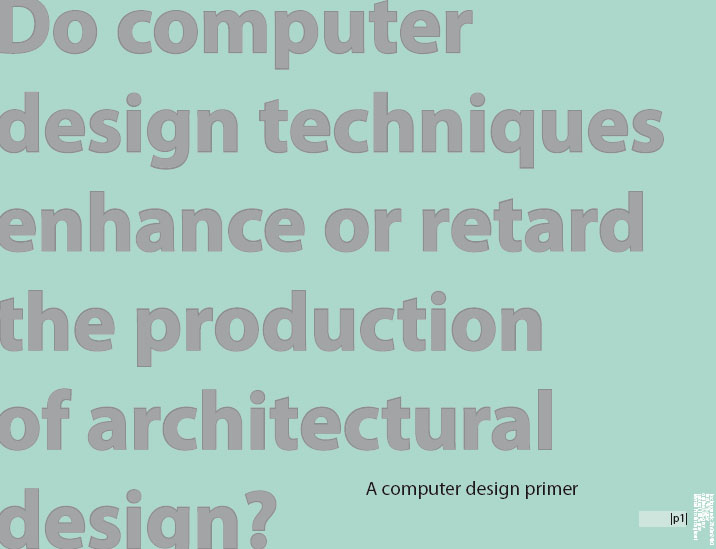 Do computer
design techniques
enhance or retard
the production
of architectural
design?
A computer design primer
|p1|